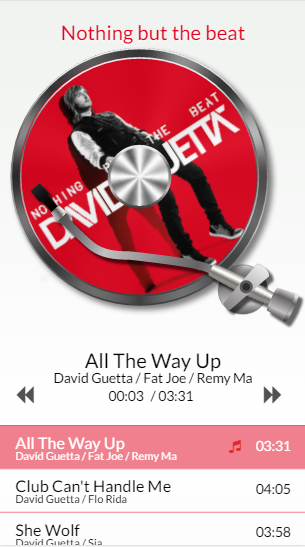 Nothing but the beat
NOTHING
THE BEAT
DAVID GUETTA
All The Way Up
David Guetta / Fat Joe / Remy Ma
00:03 / 03:31
All The Way Up 03:31
David Guetta / Fat Joe / Remy Ma
Club Can't Handle Me 04:05
David Guetta / Flo Rida
She Wolf 03:58
David Guetta / Sia